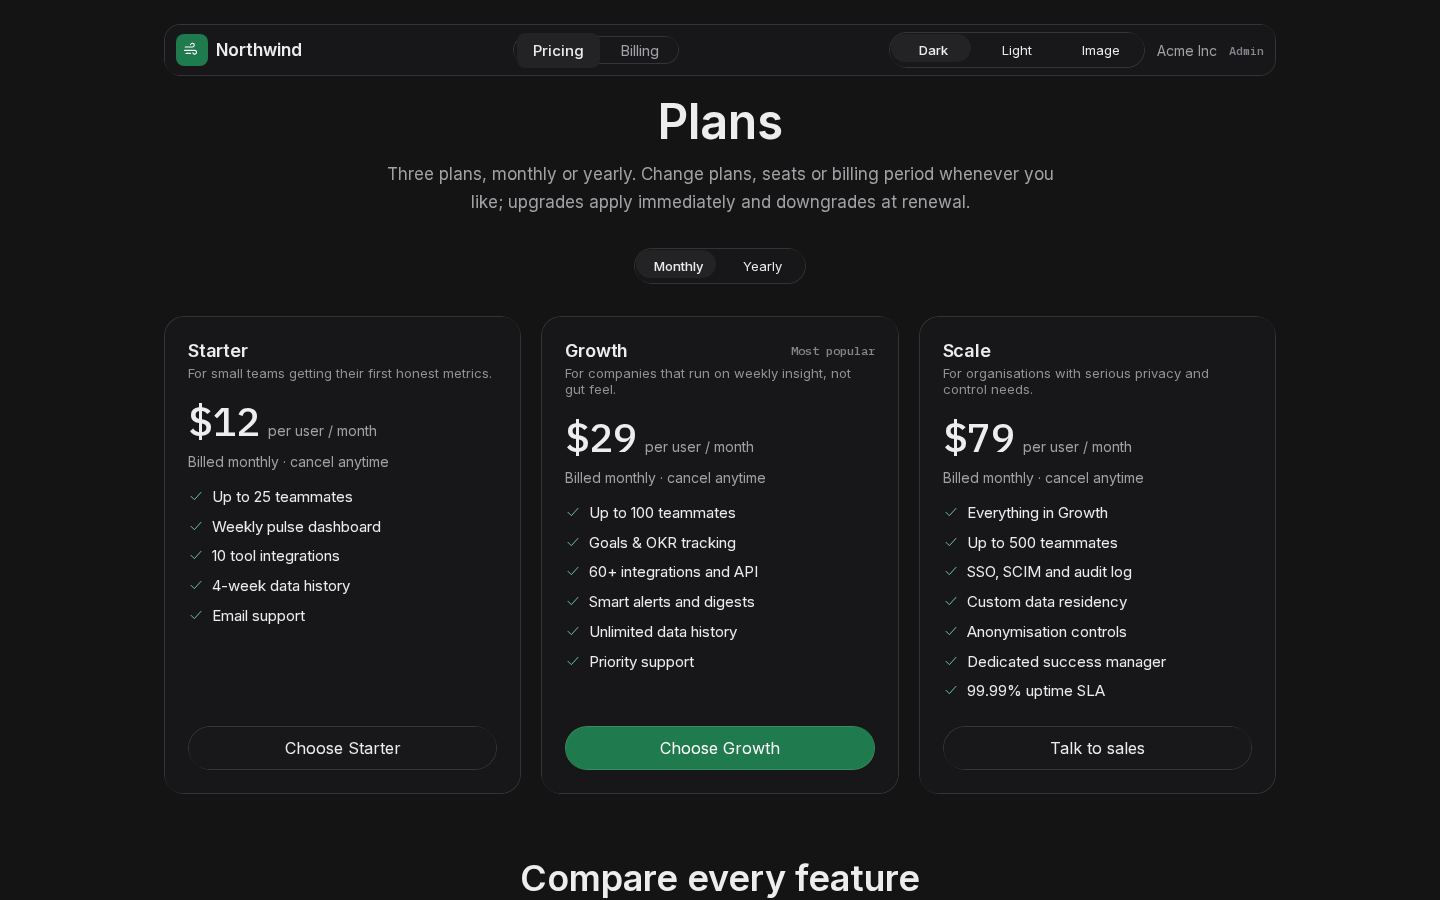 Northwind
Pricing
Billing
Dark
Light
Image
Acme Inc
Admin
Plans
Three plans, monthly or yearly. Change plans, seats or billing period whenever you
like; upgrades apply immediately and downgrades at renewal.
Monthly
Yearly
Starter
For small teams getting their first honest metrics.
$12 per user / month
Billed monthly · cancel anytime
Up to 25 teammates
Weekly pulse dashboard
10 tool integrations
4-week data history
Email support
Choose Starter
Growth
Most popular
For companies that run on weekly insight, not
gut feel.
$29 per user / month
Billed monthly · cancel anytime
Up to 100 teammates
Goals & OKR tracking
60+ integrations and API
Smart alerts and digests
Unlimited data history
Priority support
Choose Growth
Scale
For organisations with serious privacy and
control needs.
$79 per user / month
Billed monthly · cancel anytime
Everything in Growth
Up to 500 teammates
SSO, SCIM and audit log
Custom data residency
Anonymisation controls
Dedicated success manager
99.99% uptime SLA
Talk to sales
Compare every feature